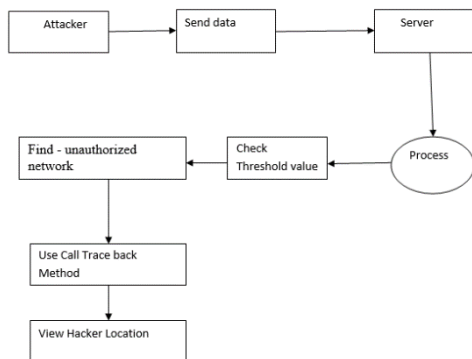 Attacker
Send data
Server
Process
Check
Threshold value
Find - unauthorized
network
Use Call Trace back
Method
View Hacker Location